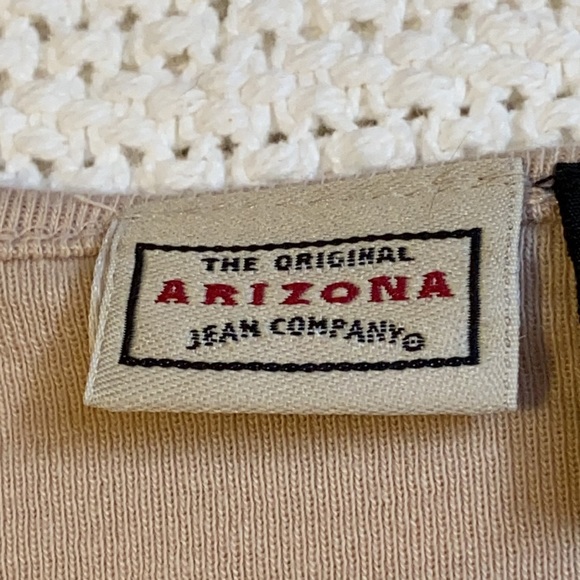 THE ORIGINAL
ARIZONA
JEAN COMPANY®